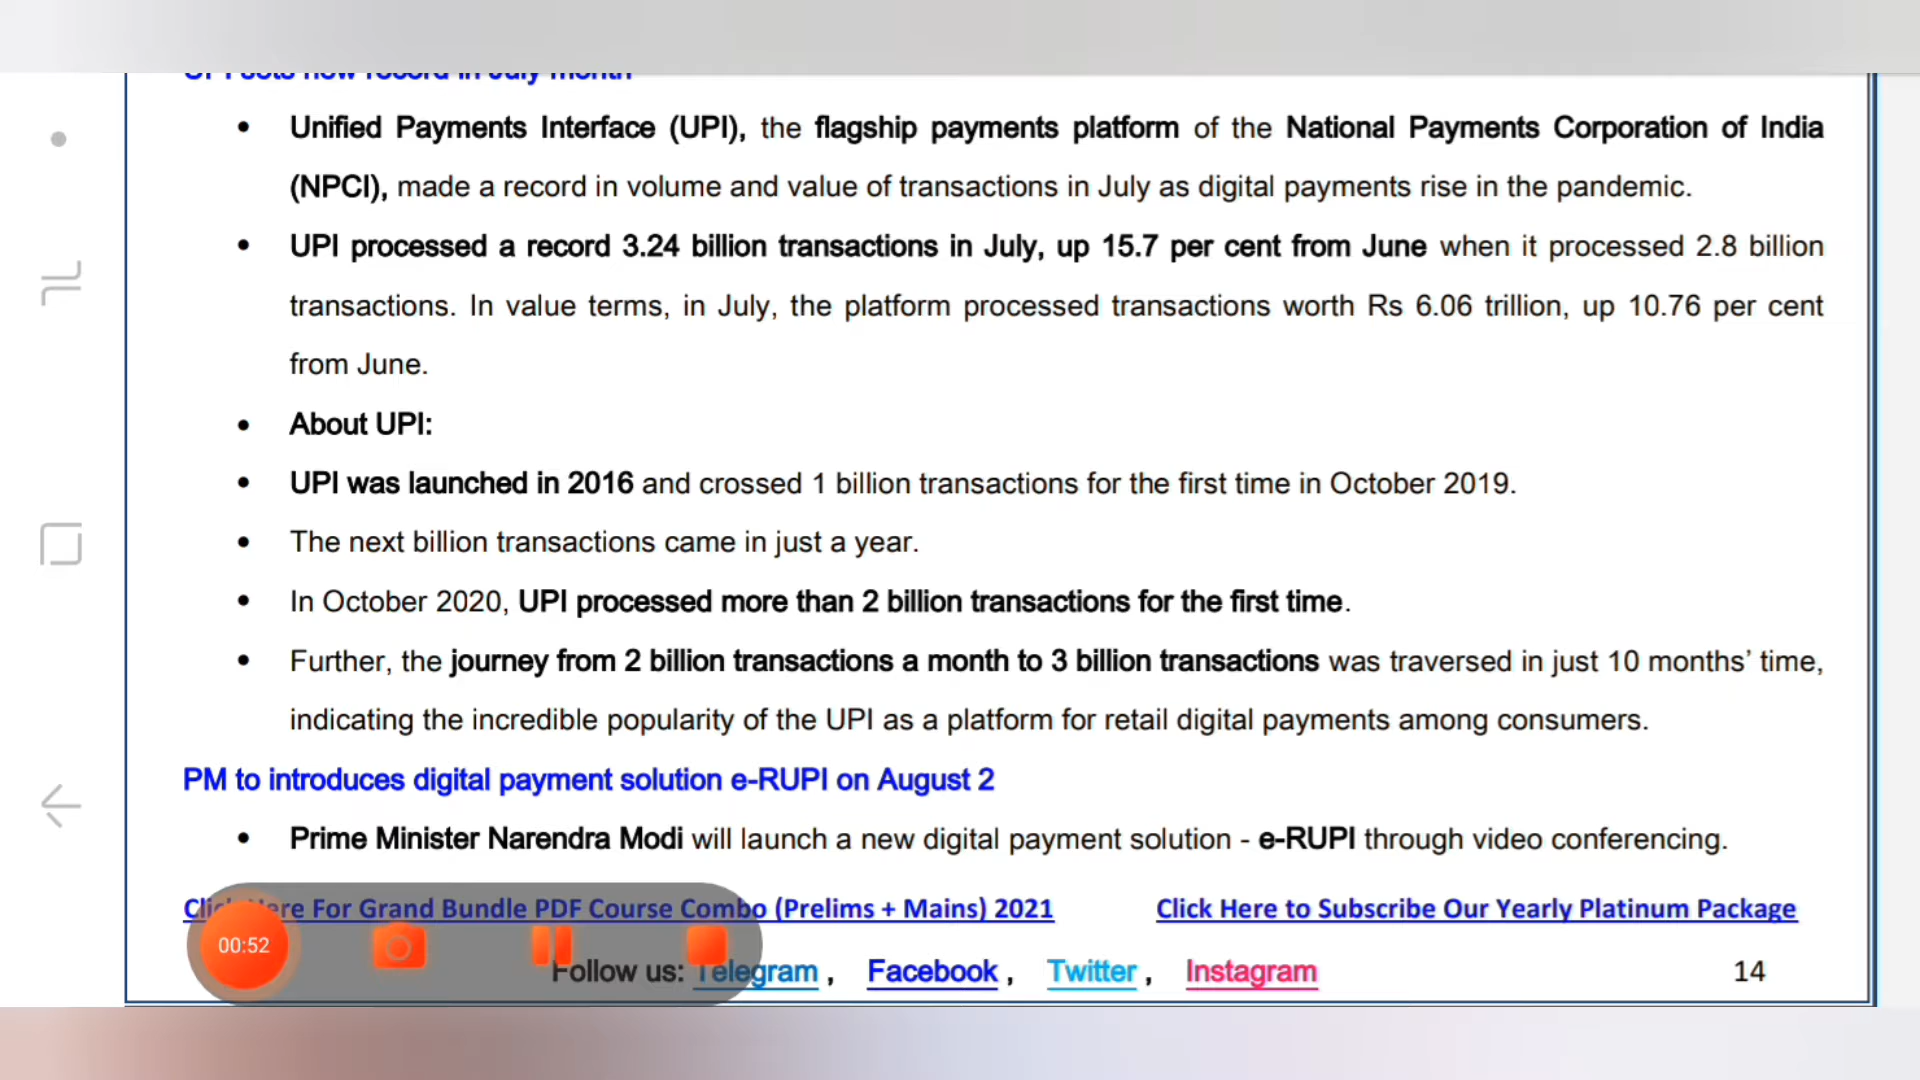 UPI sets new record in July month
• Unified Payments Interface (UPI), the flagship payments platform of the National Payments Corporation of India
(NPCI), made a record in volume and value of transactions in July as digital payments rise in the pandemic.
• UPI processed a record 3.24 billion transactions in July, up 15.7 per cent from June when it processed 2.8 billion
transactions. In value terms, in July, the platform processed transactions worth Rs 6.06 trillion, up 10.76 per cent
from June.
• About UPI:
• UPI was launched in 2016 and crossed 1 billion transactions for the first time in October 2019.
• The next billion transactions came in just a year.
• In October 2020, UPI processed more than 2 billion transactions for the first time.
• Further, the journey from 2 billion transactions a month to 3 billion transactions was traversed in just 10 months’ time,
indicating the incredible popularity of the UPI as a platform for retail digital payments among consumers.
PM to introduces digital payment solution e-RUPI on August 2
• Prime Minister Narendra Modi will launch a new digital payment solution - e-RUPI through video conferencing.
Click Here For Grand Bundle PDF Course Combo (Prelims + Mains) 2021 Click Here to Subscribe Our Yearly Platinum Package
00:52
Follow us: Telegram , Facebook , Twitter , Instagram 14